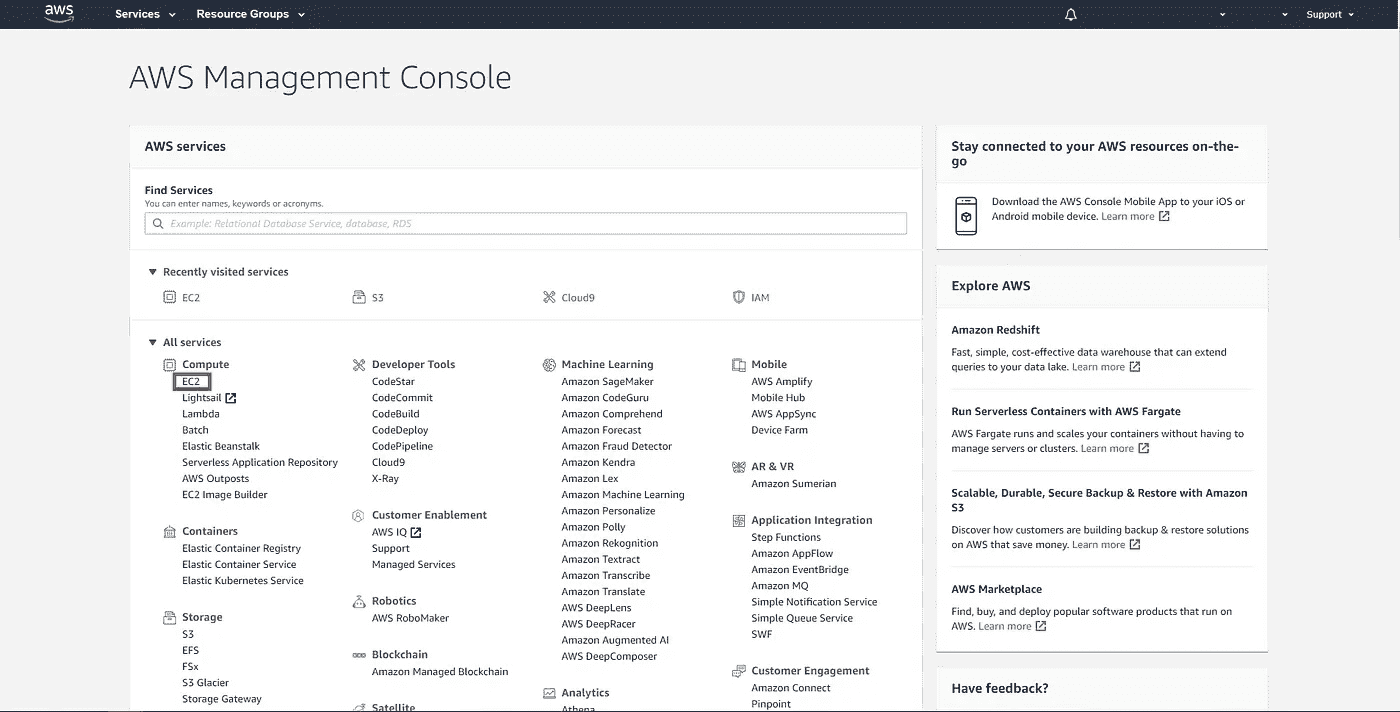 aws
Services
Resource Groups
Support
AWS Management Console
AWS services
Find Services
You can enter names, keywords or acronyms.
Example: Relational Database Service, database, RDS
Recently visited services
EC2
S3
Cloud9
IAM
All services
Compute
EC2
Lightsail
Lambda
Batch
Elastic Beanstalk
Serverless Application Repository
AWS Outposts
EC2 Image Builder
Containers
Elastic Container Registry
Elastic Container Service
Elastic Kubernetes Service
Storage
S3
EFS
FSx
S3 Glacier
Storage Gateway
Developer Tools
CodeStar
CodeCommit
CodeBuild
CodeDeploy
CodePipeline
Cloud9
X-Ray
Customer Enablement
AWS IQ
Support
Managed Services
Robotics
AWS RoboMaker
Blockchain
Amazon Managed Blockchain
Satellite
Machine Learning
Amazon SageMaker
Amazon CodeGuru
Amazon Comprehend
Amazon Forecast
Amazon Fraud Detector
Amazon Kendra
Amazon Lex
Amazon Machine Learning
Amazon Personalize
Amazon Polly
Amazon Rekognition
Amazon Textract
Amazon Transcribe
Amazon Translate
AWS DeepLens
AWS DeepRacer
Amazon Augmented AI
AWS DeepComposer
Analytics
Athena
Mobile
AWS Amplify
Mobile Hub
AWS AppSync
Device Farm
AR & VR
Amazon Sumerian
Application Integration
Step Functions
Amazon AppFlow
Amazon EventBridge
Amazon MQ
Simple Notification Service
Simple Queue Service
SWF
Customer Engagement
Amazon Connect
Pinpoint
Stay connected to your AWS resources on-the-
go
Download the AWS Console Mobile App to your iOS or
Android mobile device. Learn more
Explore AWS
Amazon Redshift
Fast, simple, cost-effective data warehouse that can extend
queries to your data lake. Learn more
Run Serverless Containers with AWS Fargate
AWS Fargate runs and scales your containers without having to
manage servers or clusters. Learn more
Scalable, Durable, Secure Backup & Restore with Amazon
S3
Discover how customers are building backup & restore solutions
on AWS that save money. Learn more
AWS Marketplace
Find, buy, and deploy popular software products that run on
AWS. Learn more
Have feedback?